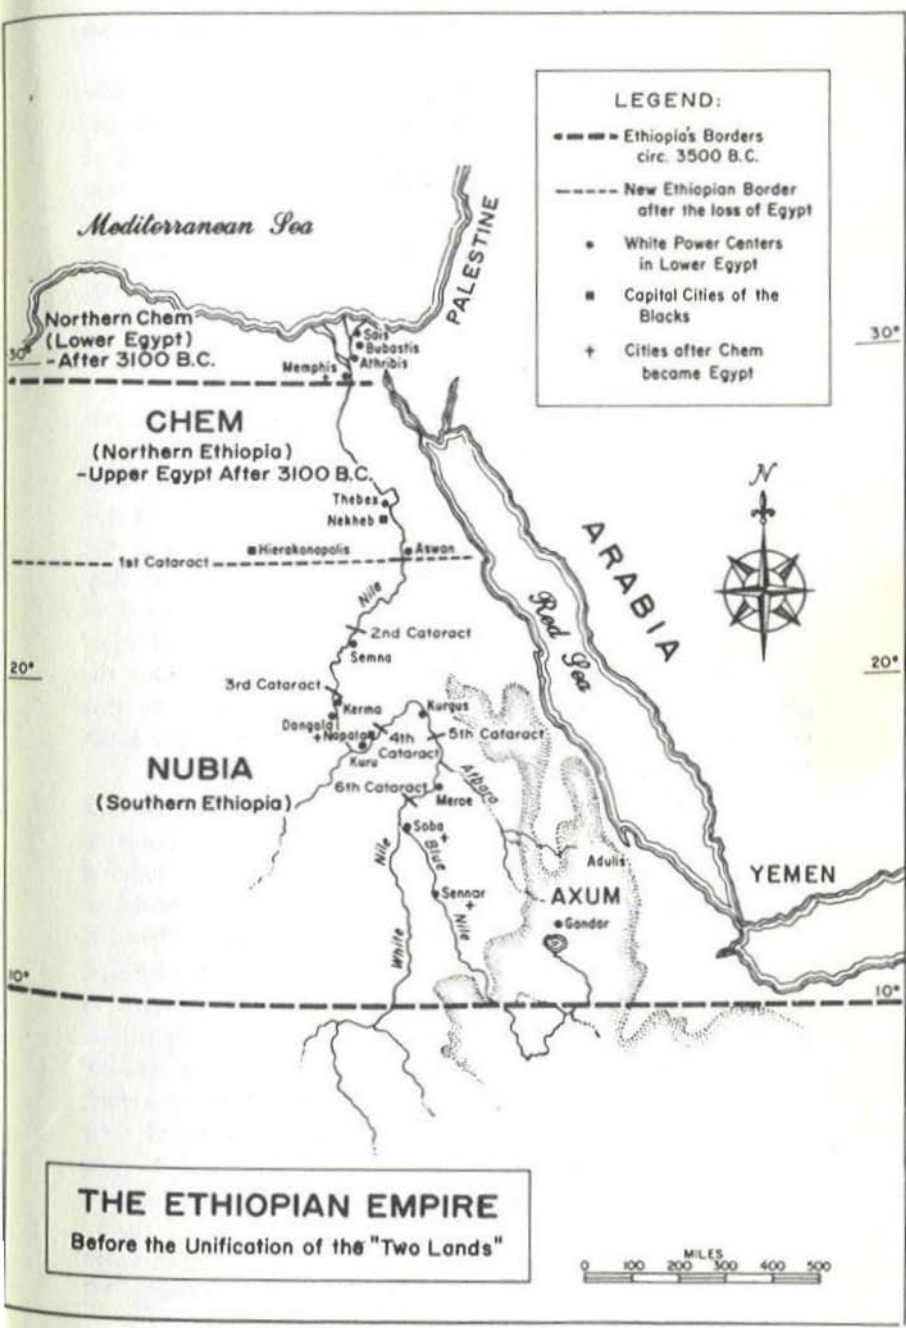 LEGEND:
Ethiopia's Borders
circ. 3500 B.C.
New Ethiopian Border
after the loss of Egypt
White Power Centers
in Lower Egypt
Capital Cities of the
Blacks
Cities after Chem
became Egypt
Mediterranean Sea
PALESTINE
Northern Chem
(Lower Egypt)
-After 3100 B.C.
30°
30°
Sais
Bubastis
Athribis
Memphis
CHEM
(Northern Ethiopia)
-Upper Egypt After 3100 B.C.
N
Thebes
Nekheb
Hierakonopolis
Aswan
1st Cataract
ARABIA
Red Sea
Nile
2nd Cataract
Semna
20°
20°
3rd Cataract
Kerma
Kurgus
Dongola
Napata
4th
Cataract
5th Cataract
Kuru
NUBIA
(Southern Ethiopia)
6th Cataract
Atbara
Meroe
Soba
Nile
Blue
Adulis
YEMEN
Sennar
AXUM
Nile
Gondar
White
10°
10°
THE ETHIOPIAN EMPIRE
Before the Unification of the "Two Lands"
MILES
0 100 200 300 400 500